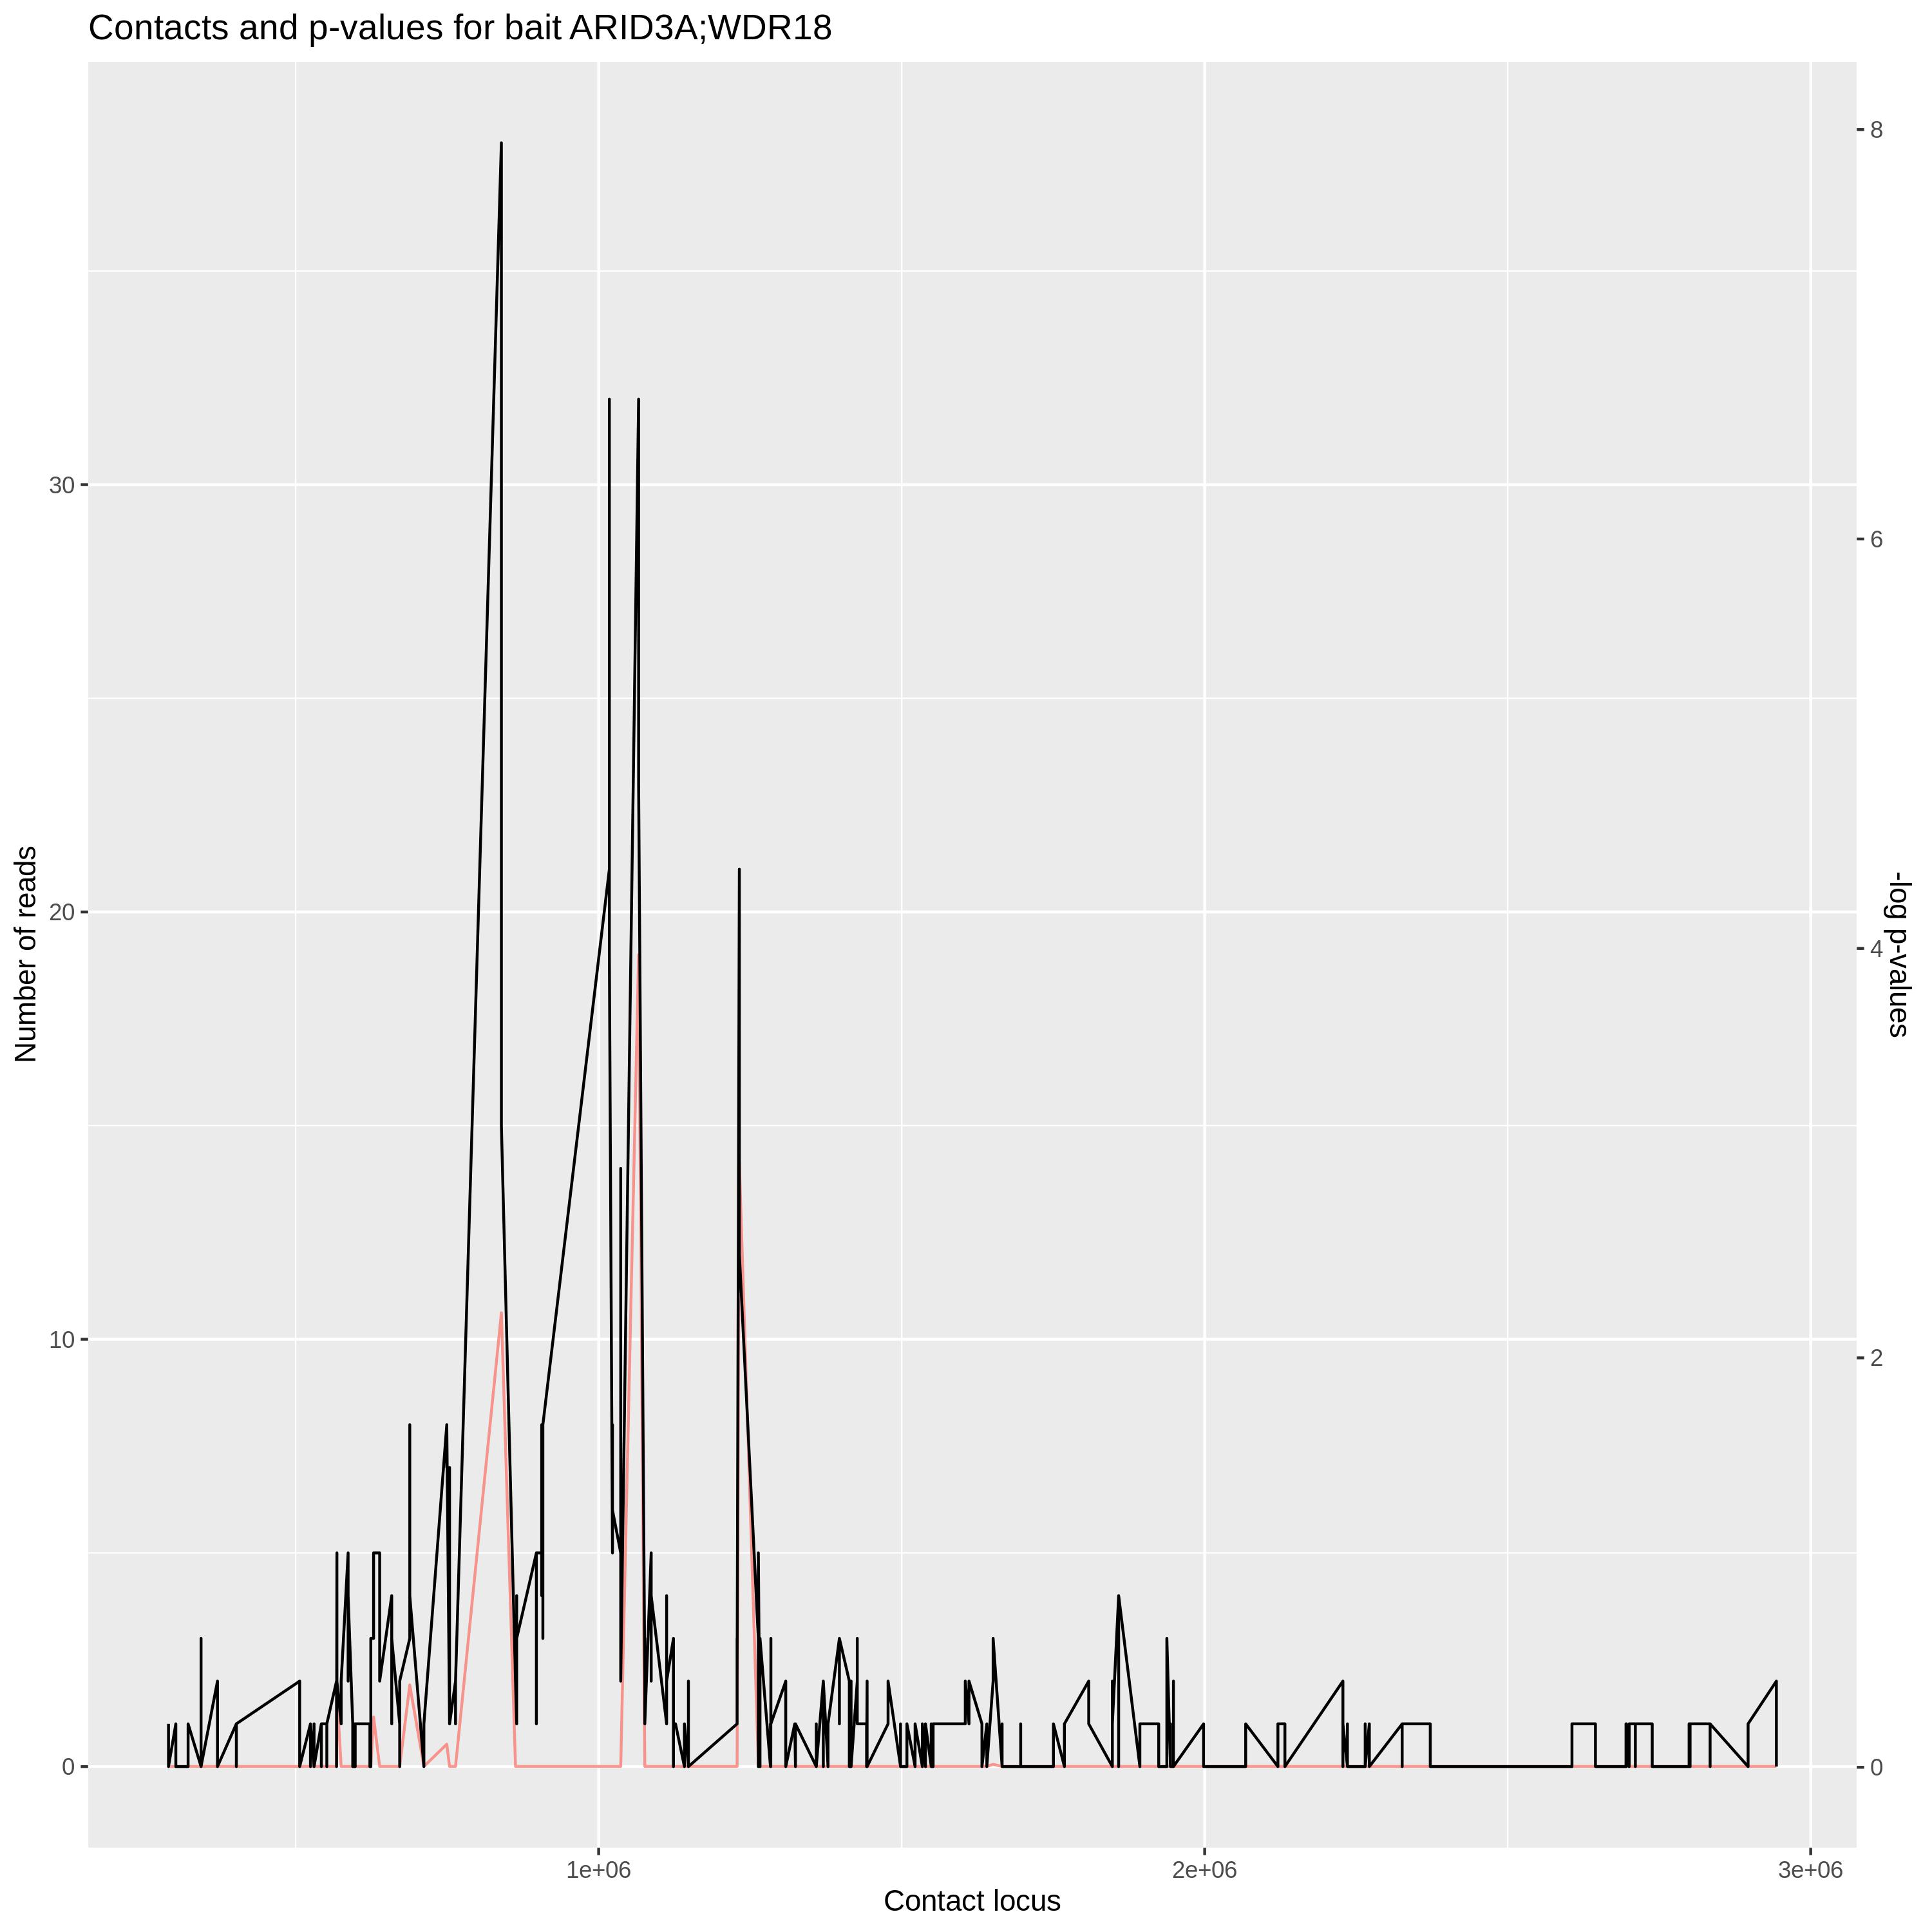 Contacts and p-values for bait ARID3A;WDR18
Number of reads
30
20
10
0
8
6
4
2
0
-log p-values
1e+06
2e+06
3e+06
Contact locus